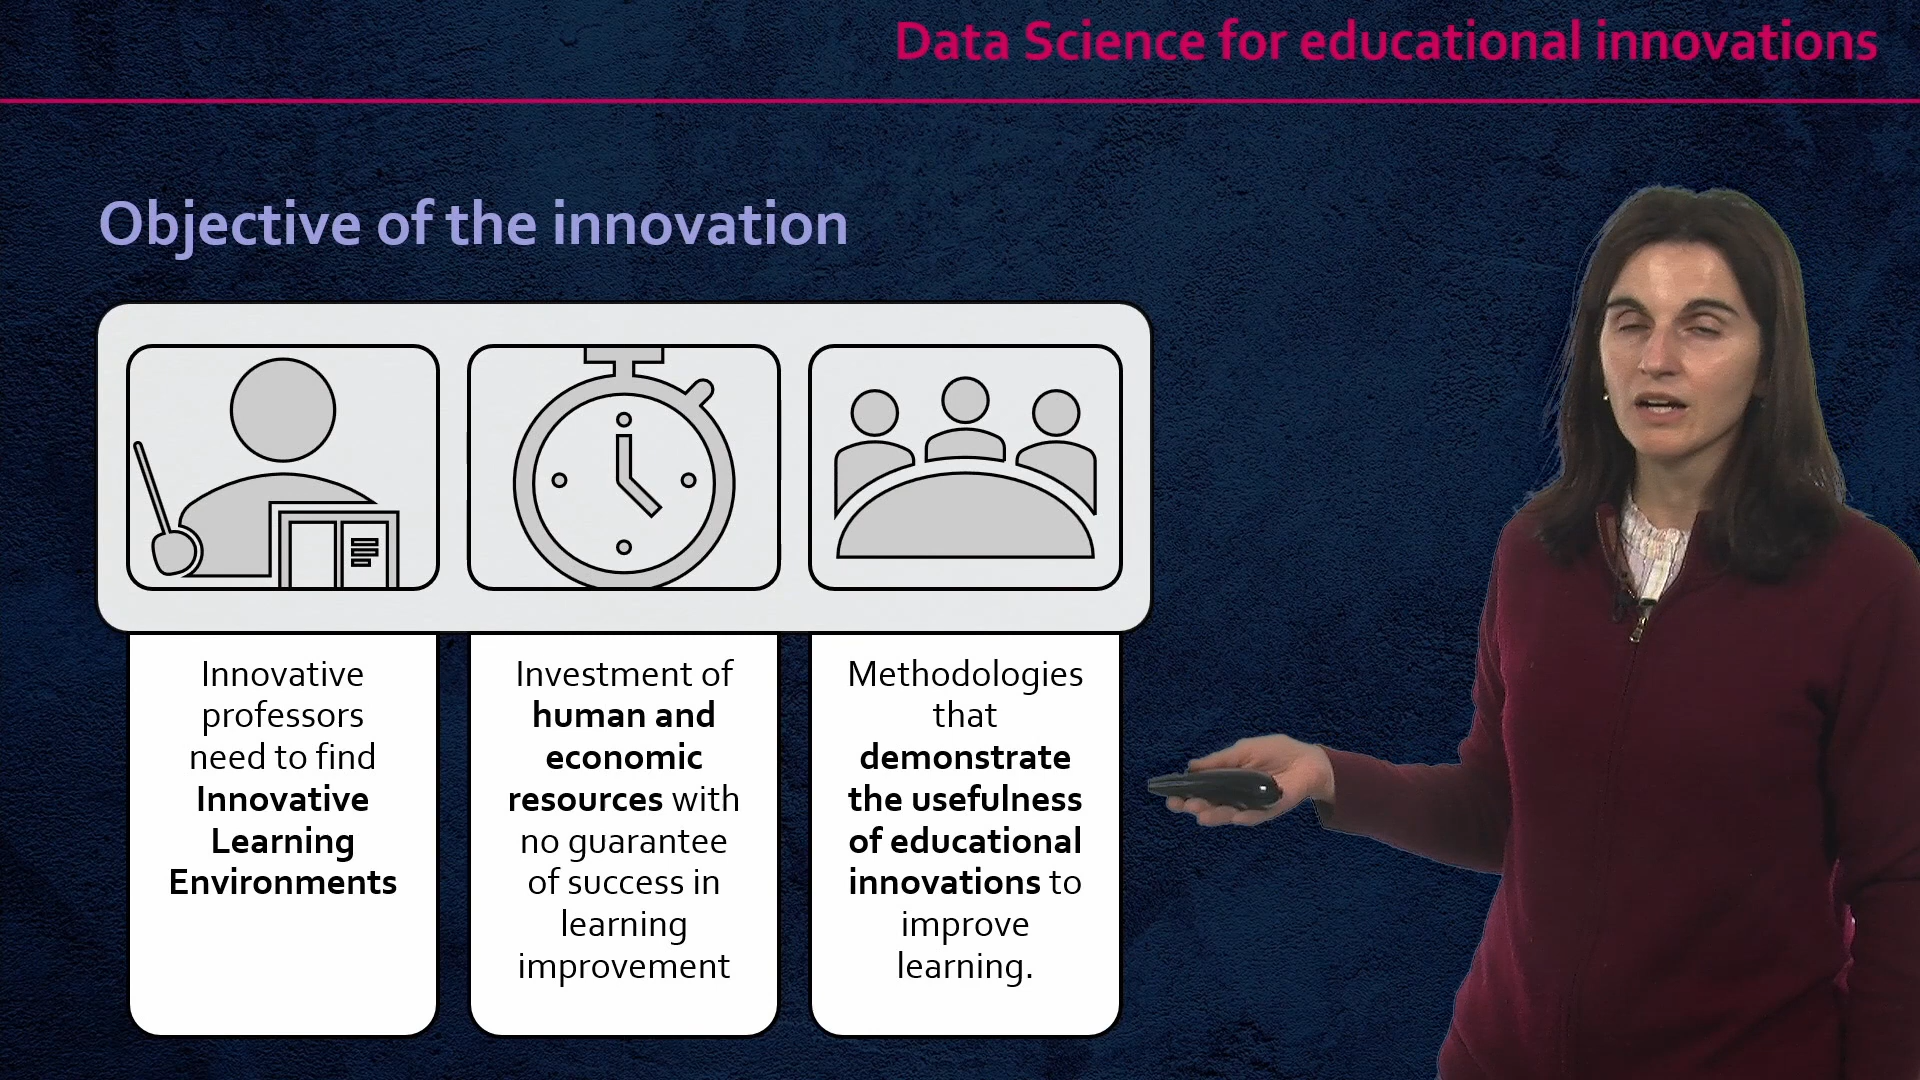 Data Science for educational innovations
Objective of the innovation
Innovative
professors
need to find
Innovative
Learning
Environments
Investment of
human and
economic
resources with
no guarantee
of success in
learning
improvement
Methodologies
that
demonstrate
the usefulness
of educational
innovations to
improve
learning.